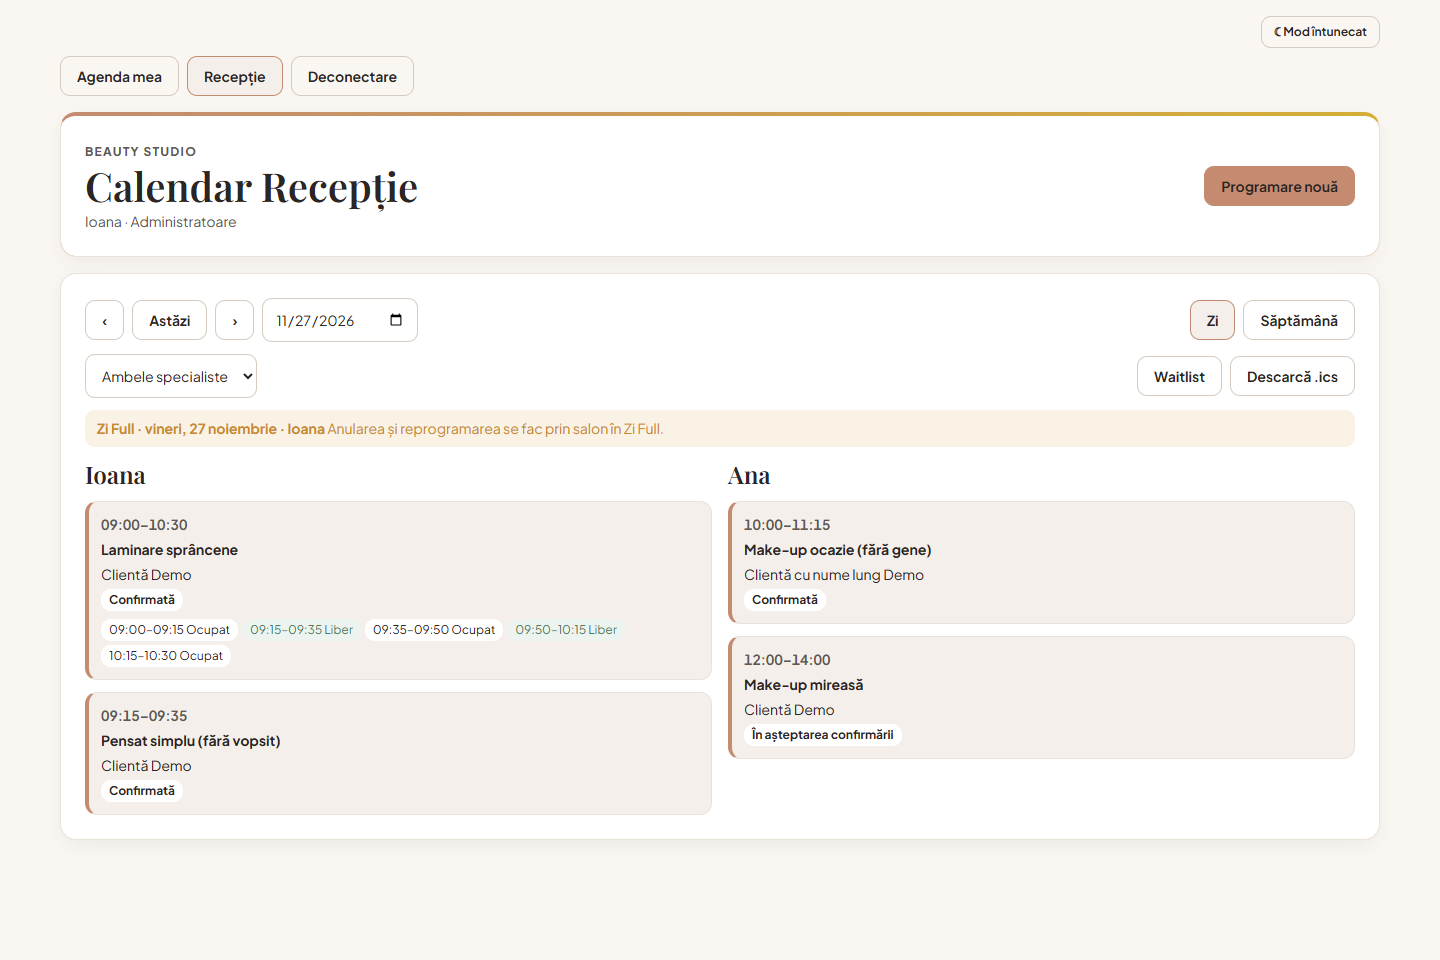 ☾ Mod întunecat
Agenda mea
Recepție
Deconectare
BEAUTY STUDIO
Calendar Recepție
Ioana · Administratoare
Programare nouă
‹
Astăzi
›
11/27/2026
Zi
Săptămână
Ambele specialiste
Waitlist
Descarcă .ics
Zi Full · vineri, 27 noiembrie · Ioana Anularea și reprogramarea se fac prin salon în Zi Full.
Ioana
09:00–10:30
Laminare sprâncene
Clientă Demo
Confirmată
09:00–09:15 Ocupat 09:15–09:35 Liber 09:35–09:50 Ocupat 09:50–10:15 Liber
10:15–10:30 Ocupat
09:15–09:35
Pensat simplu (fără vopsit)
Clientă Demo
Confirmată
Ana
10:00–11:15
Make-up ocazie (fără gene)
Clientă cu nume lung Demo
Confirmată
12:00–14:00
Make-up mireasă
Clientă Demo
În așteptarea confirmării